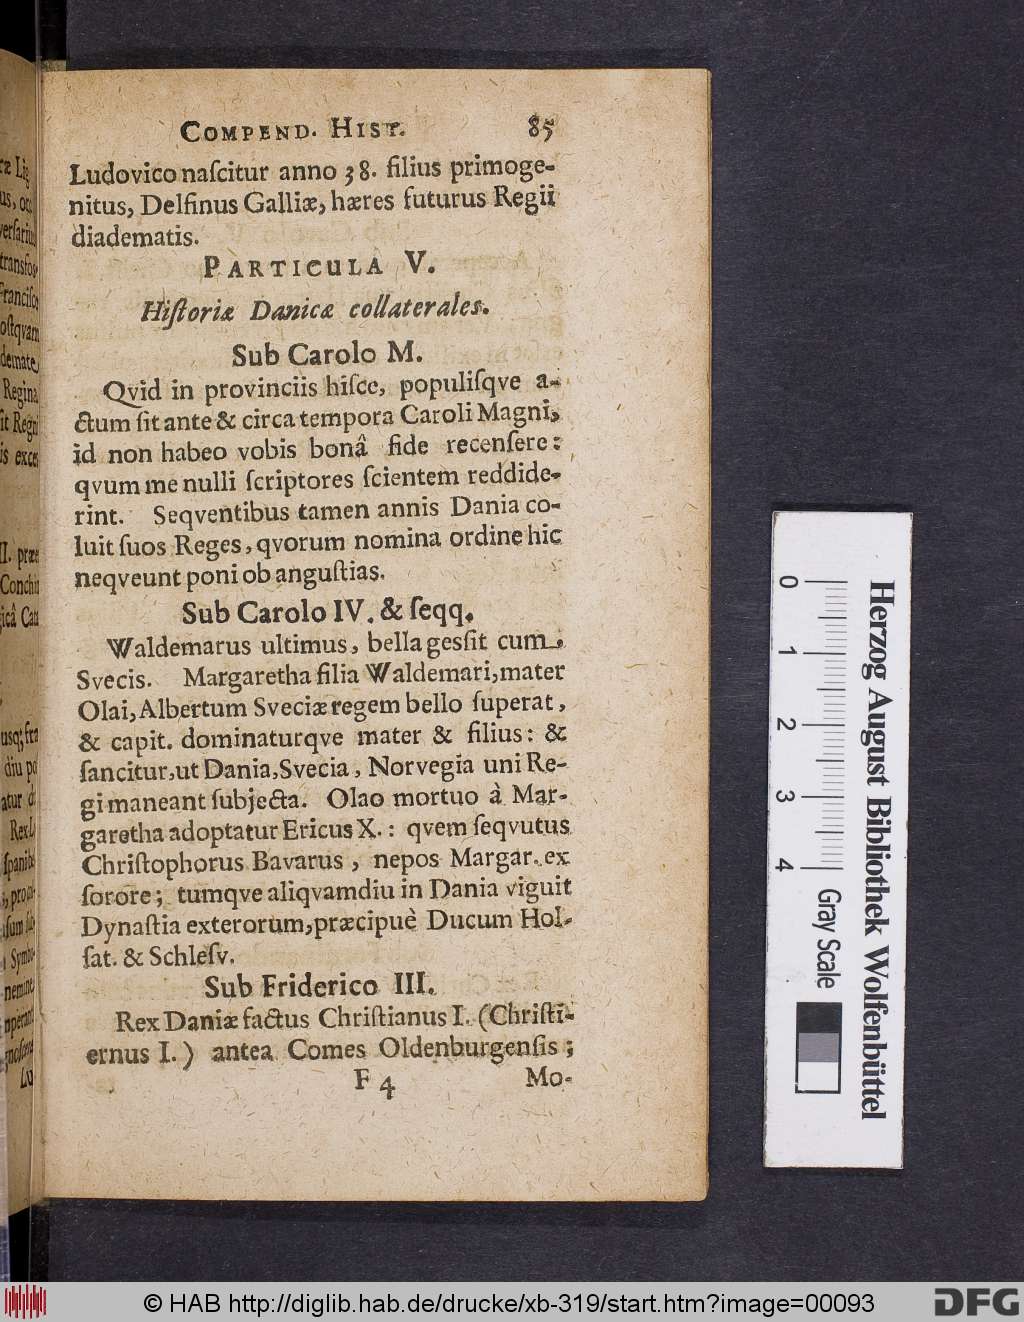 COMPEND. HIST. 85
Ludovico naſcitur anno 38. filius primoge-
nitus, Delfinus Galliæ, hæres futurus Regii
diadematis.
PARTICULA V.
Hiſtoriæ Danicæ collaterales.
Sub Carolo M.
Qvid in provinciis hiſce, populiſqve a-
ctum ſit ante & circa tempora Caroli Magni,
id non habeo vobis bonâ fide recenſere:
qvum me nulli ſcriptores ſcientem reddide-
rint. Seqventibus tamen annis Dania co-
luit ſuos Reges, qvorum nomina ordine hic
neqveunt poni ob anguſtias.
Sub Carolo IV. & ſeqq.
Waldemarus ultimus, bella gesſit cum
Svecis. Margaretha filia Waldemari, mater
Olai, Albertum Sveciæ regem bello ſuperat,
& capit. dominaturqve mater & filius: &
ſancitur, ut Dania, Svecia, Norvegia uni Re-
gi maneant ſubjecta. Olao mortuo à Mar-
garetha adoptatur Ericus X.: qvem ſeqvutus
Chriſtophorus Bavarus, nepos Margar. ex
ſorore; tumqve aliqvamdiu in Dania viguit
Dynaſtia exterorum, præcipuè Ducum Hol-
ſat. & Schleſv.
Sub Friderico III.
Rex Daniæ factus Chriſtianus I. (Chriſti-
ernus I.) antea Comes Oldenburgenſis;
F 4 Mo-
0 1 2 3 4
Gray Scale
Herzog August Bibliothek Wolfenbüttel
© HAB http://diglib.hab.de/drucke/xb-319/start.htm?image=00093
DFG